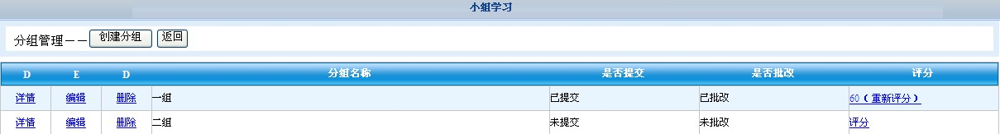 小组学习
分组管理－－ 创建分组 返回
D E D 分组名称 是否提交 是否批改 评分
详情 编辑 删除 一组 已提交 已批改 60（重新评分）
详情 编辑 删除 二组 未提交 未批改 评分